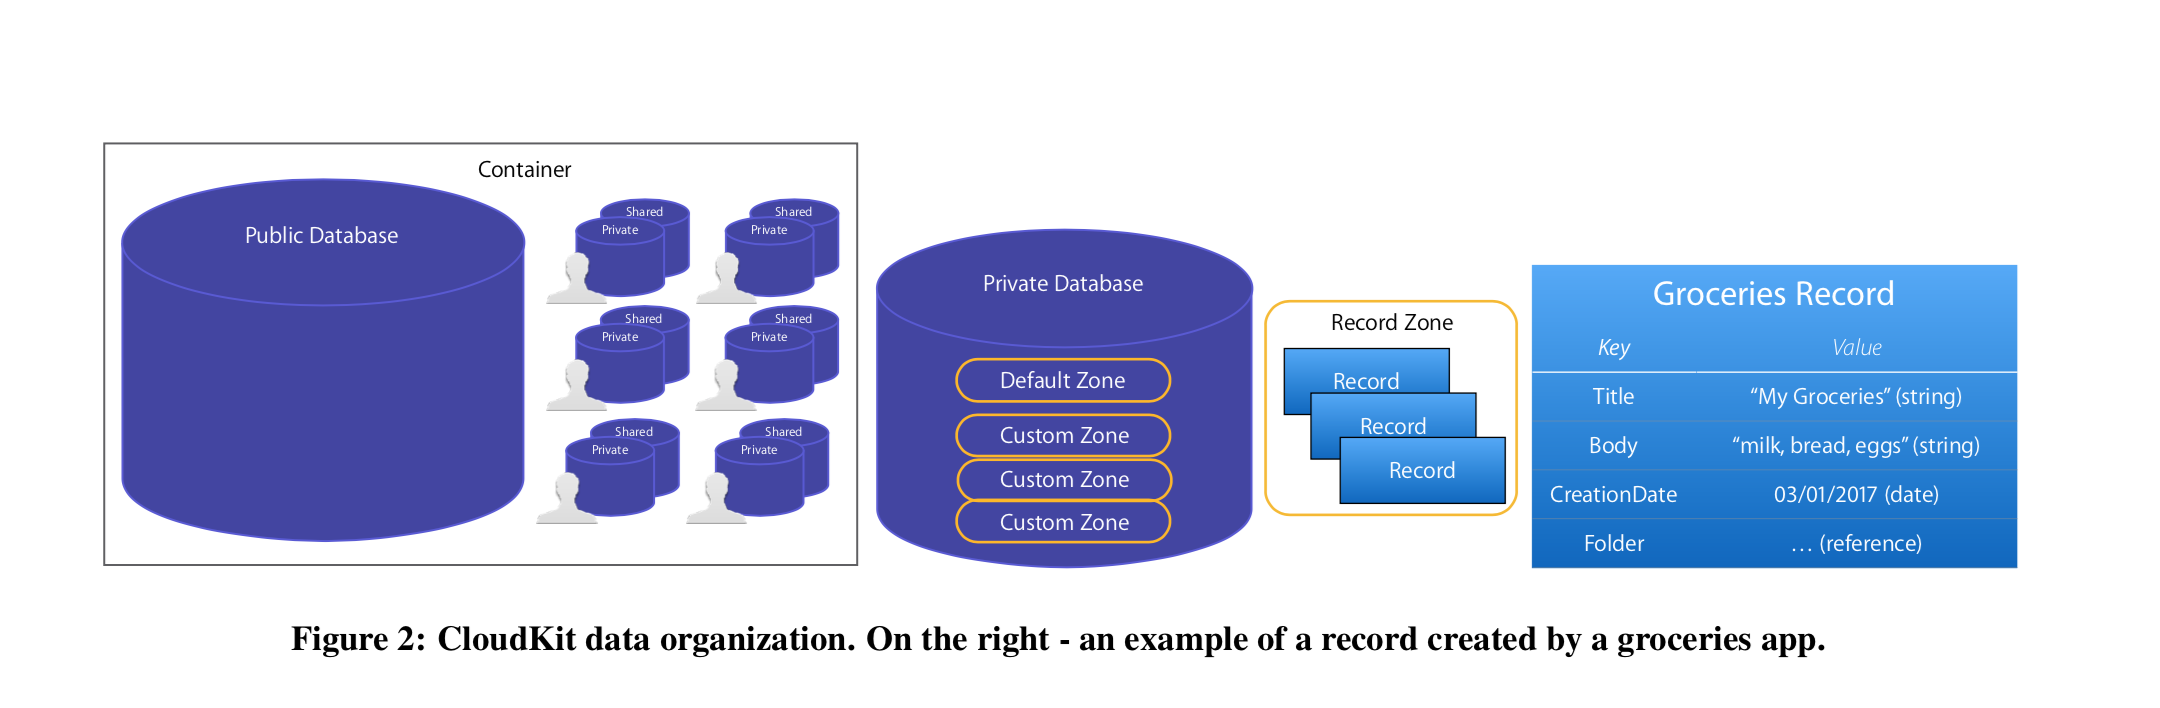 Container
Public Database
Shared
Private
Shared
Private
Shared
Private
Shared
Private
Shared
Private
Shared
Private
Private Database
Default Zone
Custom Zone
Custom Zone
Custom Zone
Record Zone
Record
Record
Record
Groceries Record
Key Value
Title “My Groceries” (string)
Body “milk, bread, eggs” (string)
CreationDate 03/01/2017 (date)
Folder … (reference)
Figure 2: CloudKit data organization. On the right - an example of a record created by a groceries app.